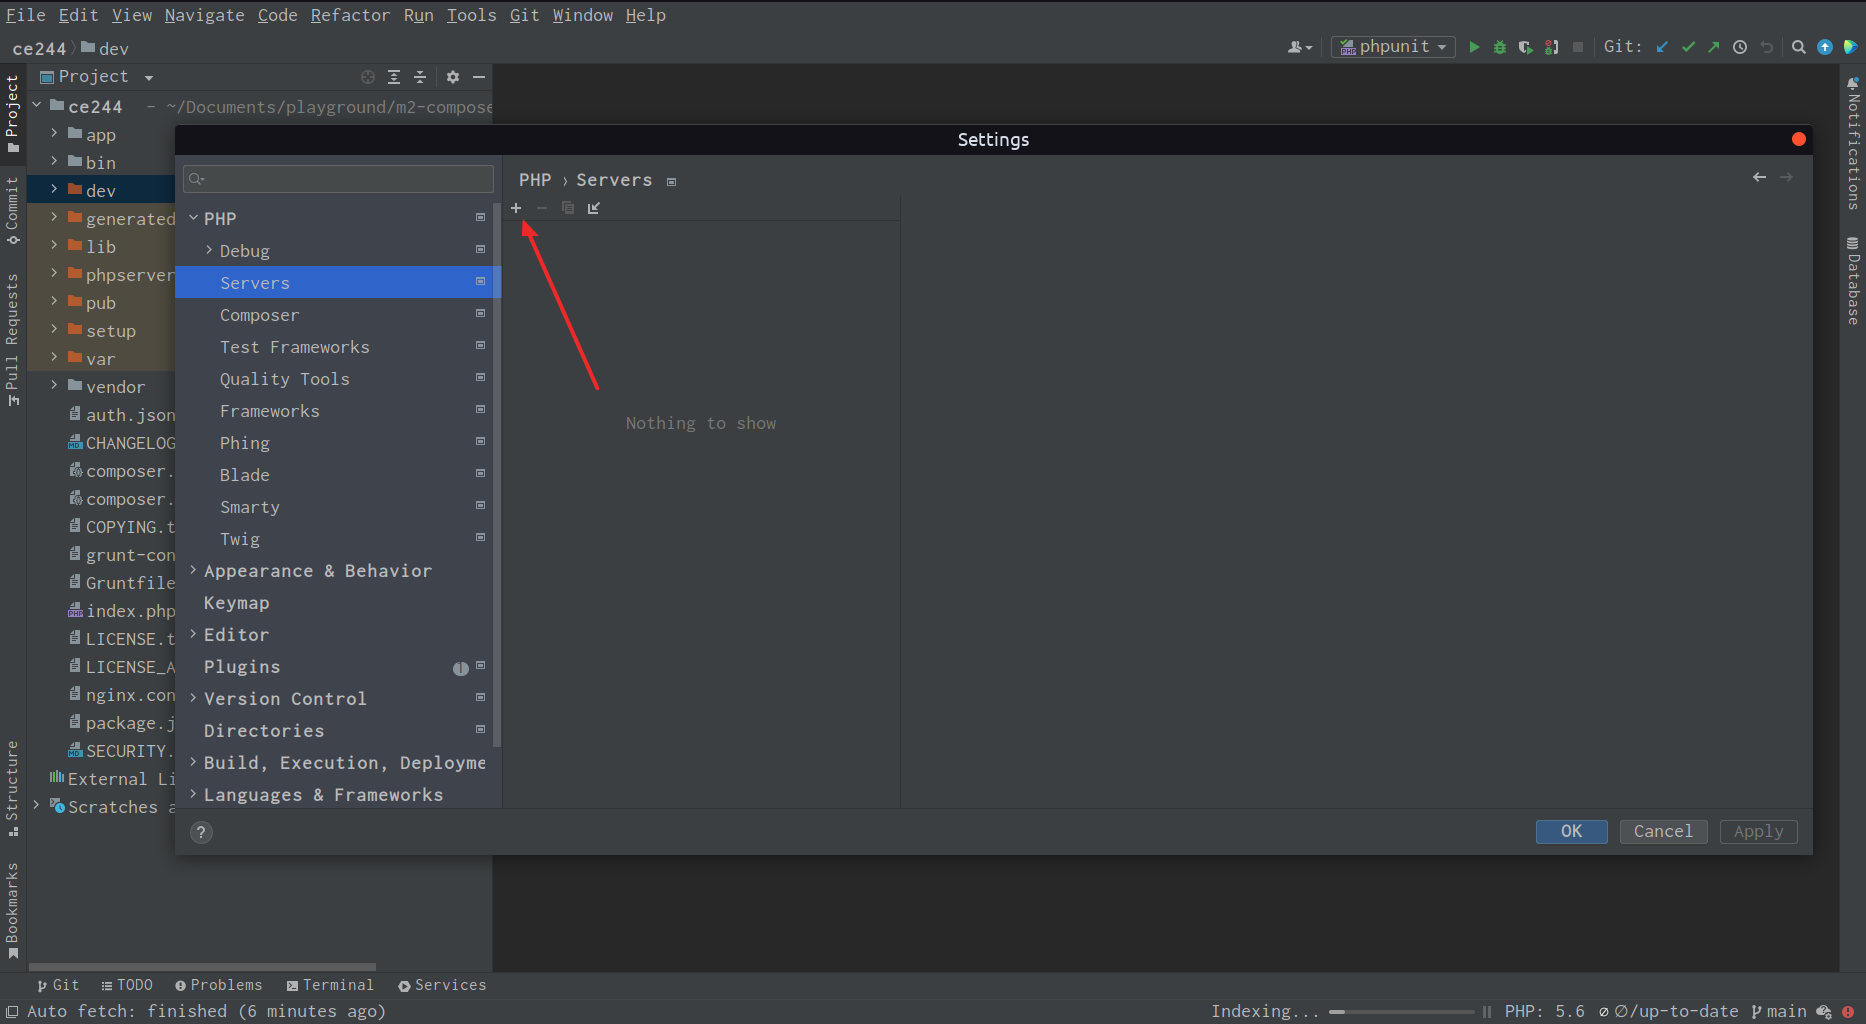 File Edit View Navigate Code Refactor Run Tools Git Window Help
ce244 dev
phpunit
Git:
Project
ce244 – ~/Documents/playground/m2-compose
app
bin
dev
generated
lib
phpserver
pub
setup
var
vendor
auth.json
CHANGELOG
composer.
composer.
COPYING.t
grunt-con
Gruntfile
index.php
LICENSE.t
LICENSE_A
nginx.con
package.j
SECURITY.
External Li
Scratches a
Project
Commit
Pull Requests
Structure
Bookmarks
Settings
PHP
Debug
Servers
Composer
Test Frameworks
Quality Tools
Frameworks
Phing
Blade
Smarty
Twig
Appearance & Behavior
Keymap
Editor
Plugins 1
Version Control
Directories
Build, Execution, Deployme
Languages & Frameworks
PHP › Servers
Nothing to show
?
OK Cancel Apply
Notifications
Database
Git TODO Problems Terminal Services
Auto fetch: finished (6 minutes ago)
Indexing... PHP: 5.6 ∅/up-to-date main